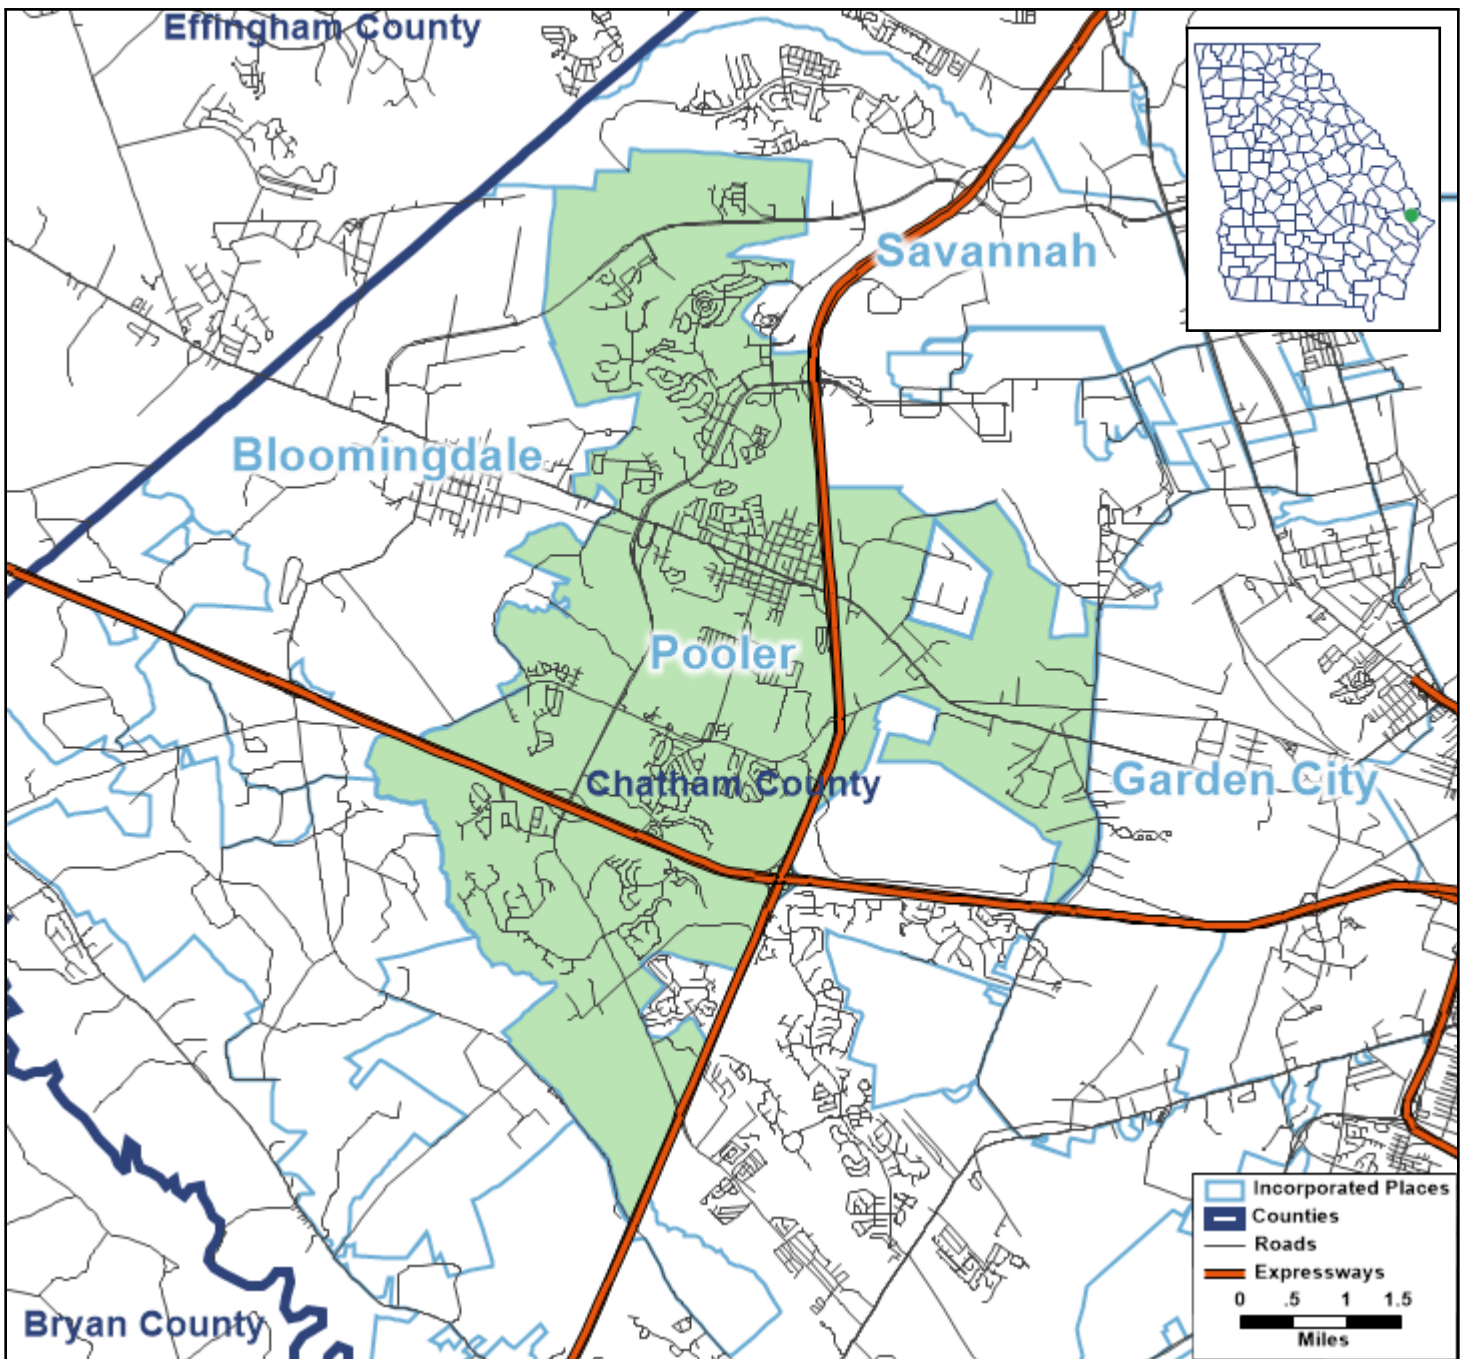 Effingham County
Savannah
Bloomingdale
Pooler
Chatham County
Garden City
Bryan County
Incorporated Places
Counties
Roads
Expressways
0 .5 1 1.5
Miles